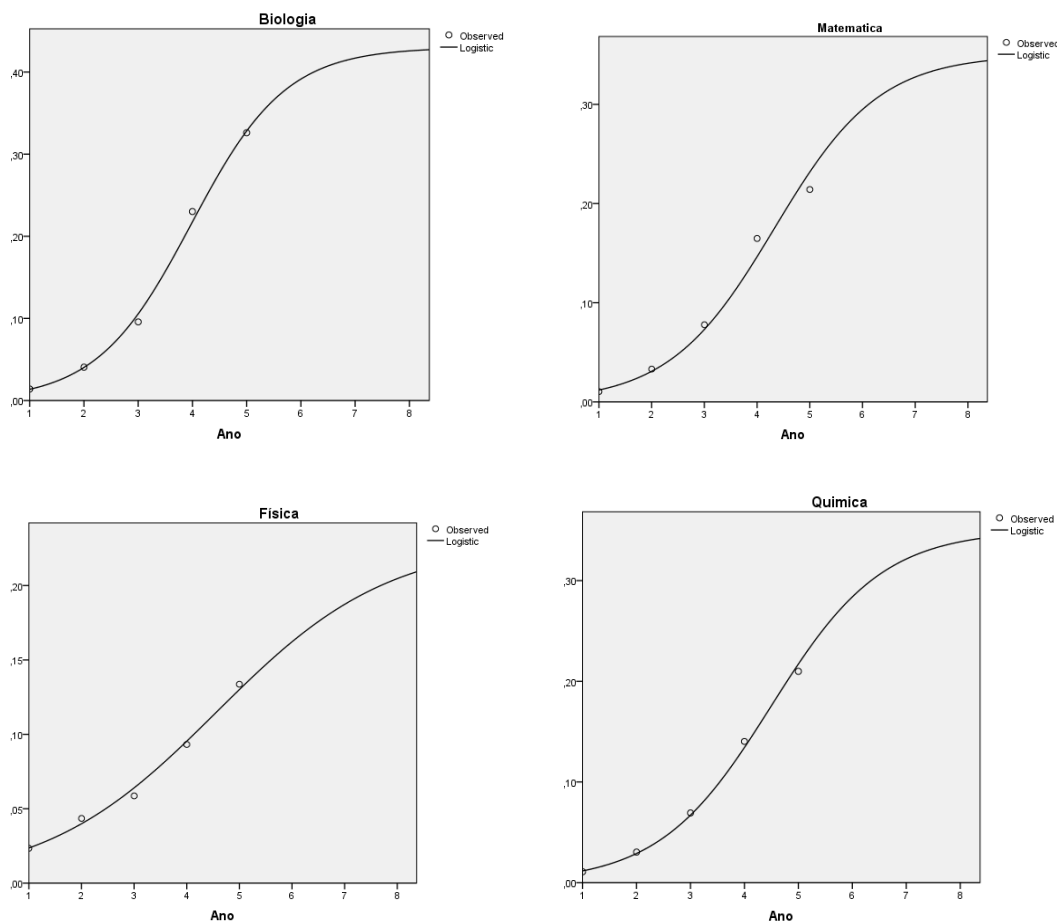 Biologia
Observed
Logistic
,40
,30
,20
,10
,00
1 2 3 4 5 6 7 8
Ano
Matematica
Observed
Logistic
,30
,20
,10
,00
1 2 3 4 5 6 7 8
Ano
Física
Observed
Logistic
,20
,15
,10
,05
,00
1 2 3 4 5 6 7 8
Ano
Quimica
Observed
Logistic
,30
,20
,10
,00
1 2 3 4 5 6 7 8
Ano